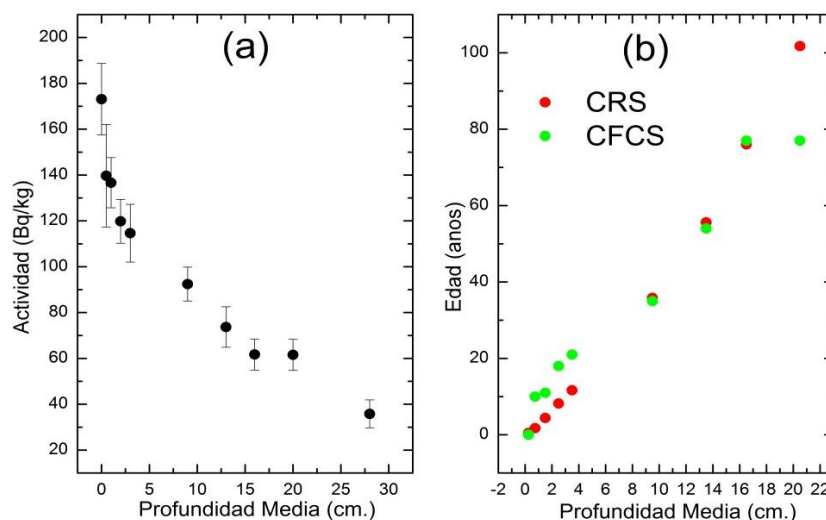 (a)
Actividad (Bq/kg)
200
180
160
140
120
100
80
60
40
20
0 5 10 15 20 25 30
Profundidad Media (cm.)
(b)
CRS
CFCS
Edad (anos)
100
80
60
40
20
0
-2 0 2 4 6 8 10 12 14 16 18 20 22
Profundidad Media (cm.)